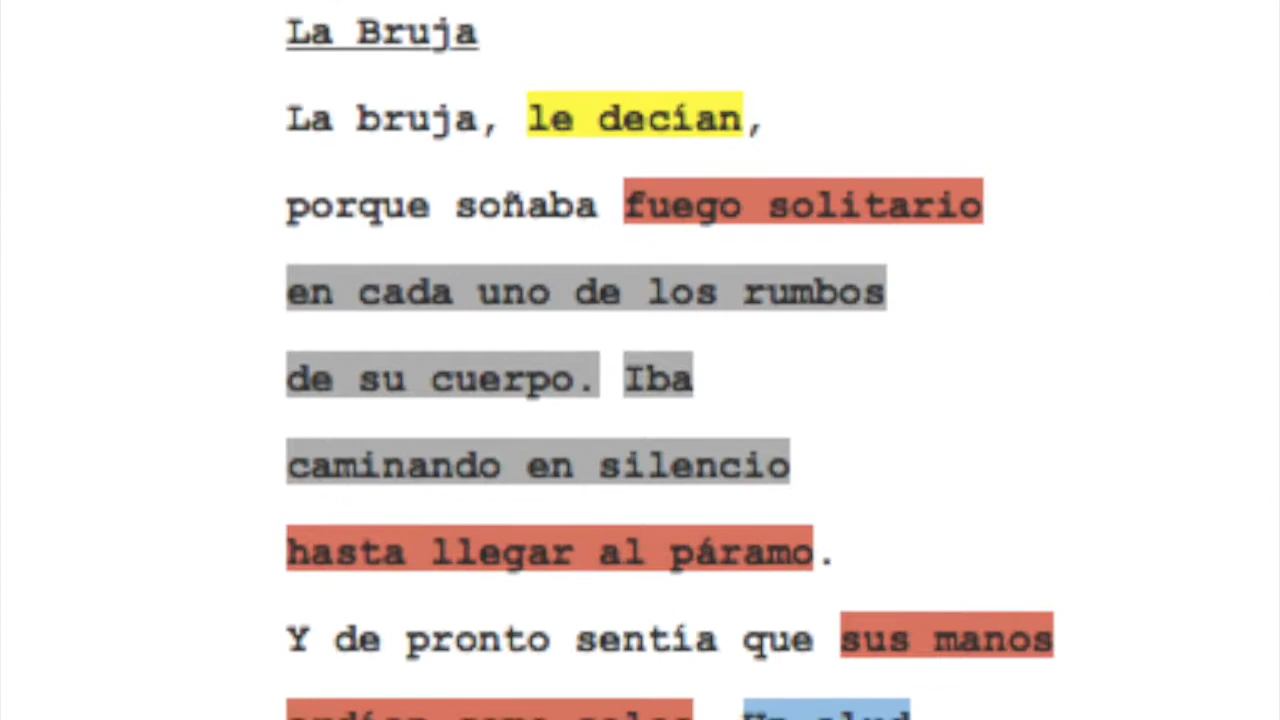 La Bruja
La bruja, le decían,
porque soñaba fuego solitario
en cada uno de los rumbos
de su cuerpo. Iba
caminando en silencio
hasta llegar al páramo.
Y de pronto sentía que sus manos